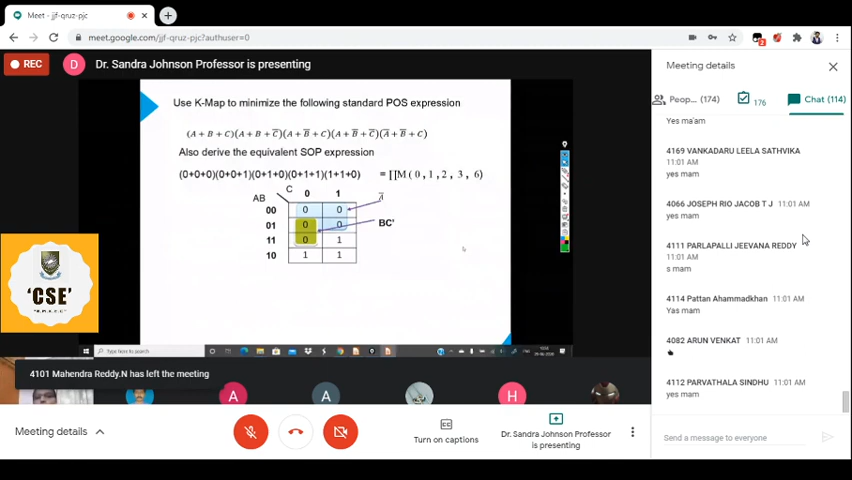 Meet - jjf-qruz-pjc
meet.google.com/jjf-qruz-pjc?authuser=0
REC
D
Dr. Sandra Johnson Professor is presenting
Use K-Map to minimize the following standard POS expression
(A + B + C)(A + B + C̅)(A + B̅ + C)(A + B̅ + C̅)(A̅ + B̅ + C)
Also derive the equivalent SOP expression
(0+0+0)(0+0+1)(0+1+0)(0+1+1)(1+1+0) = ∏M ( 0 , 1 , 2 , 3 , 6)
C 0 1
AB
A̅
00 0 0
01 0 0
BC'
11 0 1
10 1 1
'CSE'
Type here to search
4101 Mahendra Reddy.N has left the meeting
A
A
H
Meeting details
Turn on captions
Dr. Sandra Johnson Professor
is presenting
Meeting details
Peop... (174)
176
Chat (114)
Yes ma'am
4169 VANKADARU LEELA SATHVIKA
11:01 AM
yes mam
4066 JOSEPH RIO JACOB T J 11:01 AM
yes mam
4111 PARLAPALLI JEEVANA REDDY
11:01 AM
s mam
4114 Pattan Ahammadkhan 11:01 AM
Yas mam
4082 ARUN VENKAT 11:01 AM
4112 PARVATHALA SINDHU 11:01 AM
yes mam
Send a message to everyone